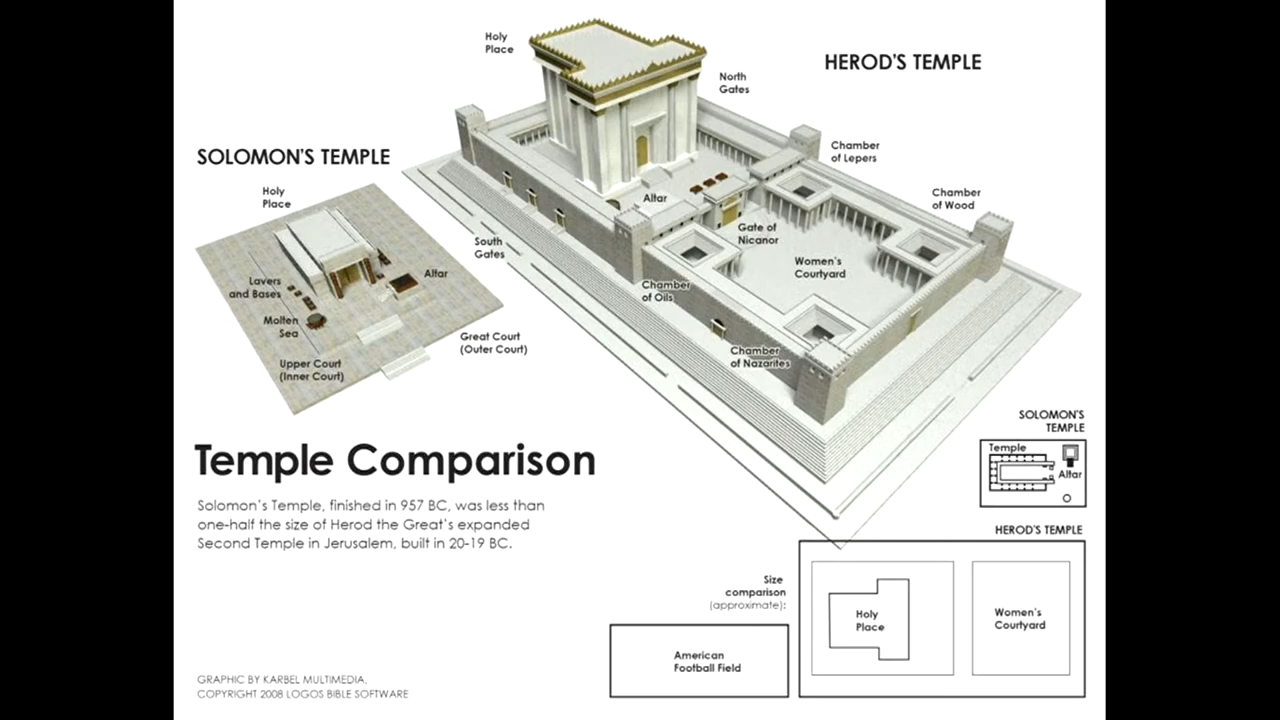 Holy
Place
HEROD'S TEMPLE
North
Gates
Chamber
of Lepers
SOLOMON'S TEMPLE
Holy
Place
Chamber
of Wood
Altar
Gate of
Nicanor
South
Gates
Women's
Courtyard
Altar
Lavers
and Bases
Chamber
of Oils
Molten
Sea
Great Court
(Outer Court)
Upper Court
(Inner Court)
Chamber
of Nazarites
Temple Comparison
Solomon's Temple, finished in 957 BC, was less than
one-half the size of Herod the Great's expanded
Second Temple in Jerusalem, built in 20-19 BC.
SOLOMON'S
TEMPLE
Temple
Altar
HEROD'S TEMPLE
Size
comparison
(approximate):
Holy
Place
Women's
Courtyard
American
Football Field
GRAPHIC BY KARBEL MULTIMEDIA,
COPYRIGHT 2008 LOGOS BIBLE SOFTWARE